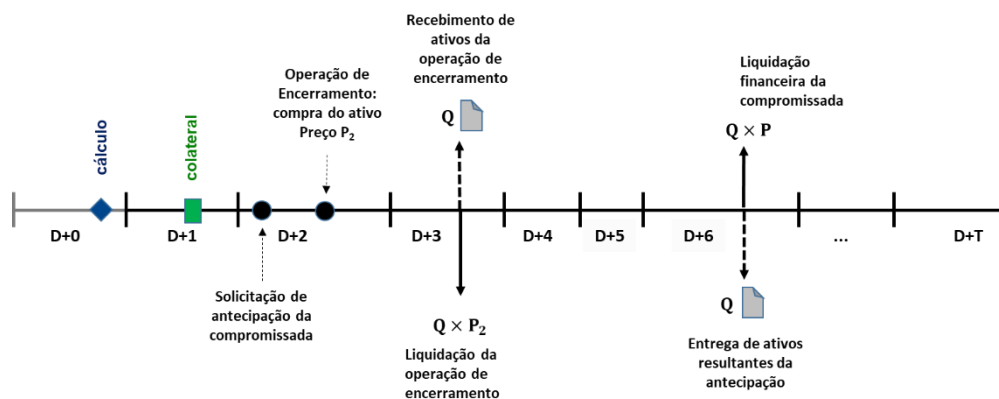 Recebimento de
ativos da
operação de
encerramento
Q
Operação de
Encerramento:
compra do ativo
Preço P₂
Liquidação
financeira da
compromissada
Q × P
cálculo
colateral
D+0
D+1
D+2
D+3
D+4
D+5
D+6
...
D+T
Solicitação de
antecipação da
compromissada
Q × P₂
Liquidação da
operação de
encerramento
Q
Entrega de ativos
resultantes da
antecipação